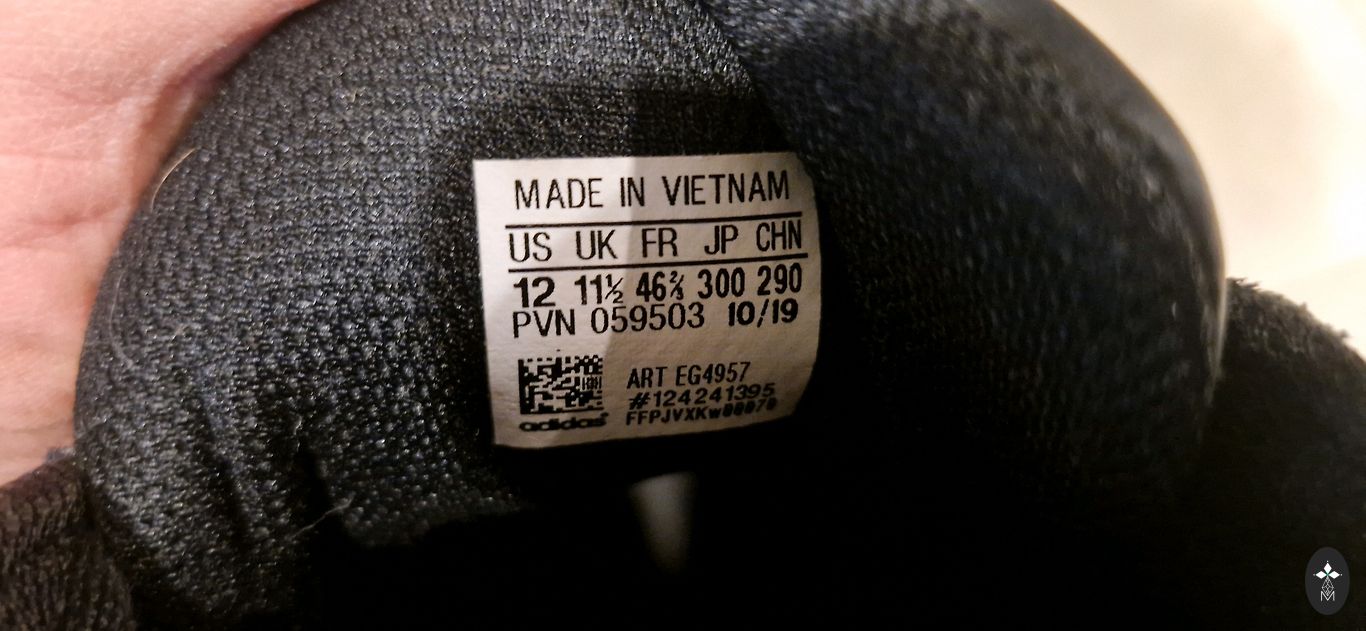 MADE IN VIETNAM
US UK FR JP CHN
12 11½ 46⅔ 300 290
PVN 059503 10/19
ART EG4957
#124241395
FFPJVXKw00070
adidas
M